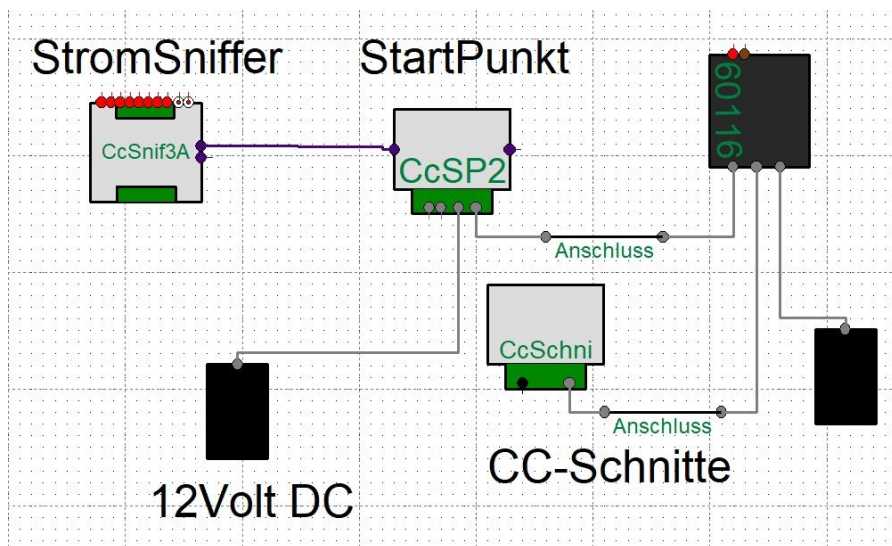 StromSniffer
StartPunkt
CcSnif3A
CcSP2
60116
Anschluss
CcSchni
Anschluss
CC-Schnitte
12Volt DC